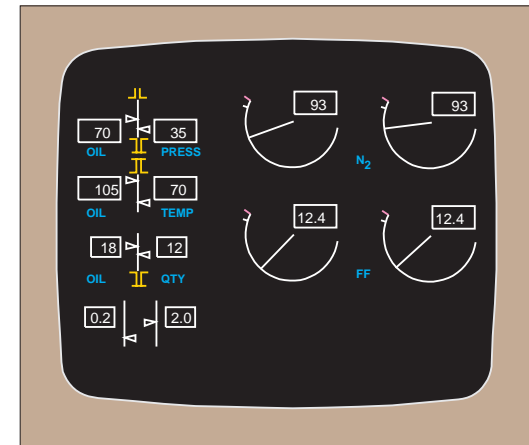 93 93
70 35
OIL PRESS
N2
105 70
OIL TEMP
12.4 12.4
18 12
OIL QTY
FF
0.2 2.0